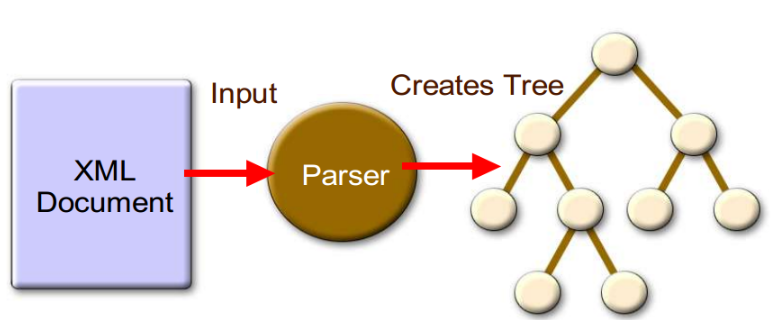 Input
Creates Tree
XML
Document
Parser